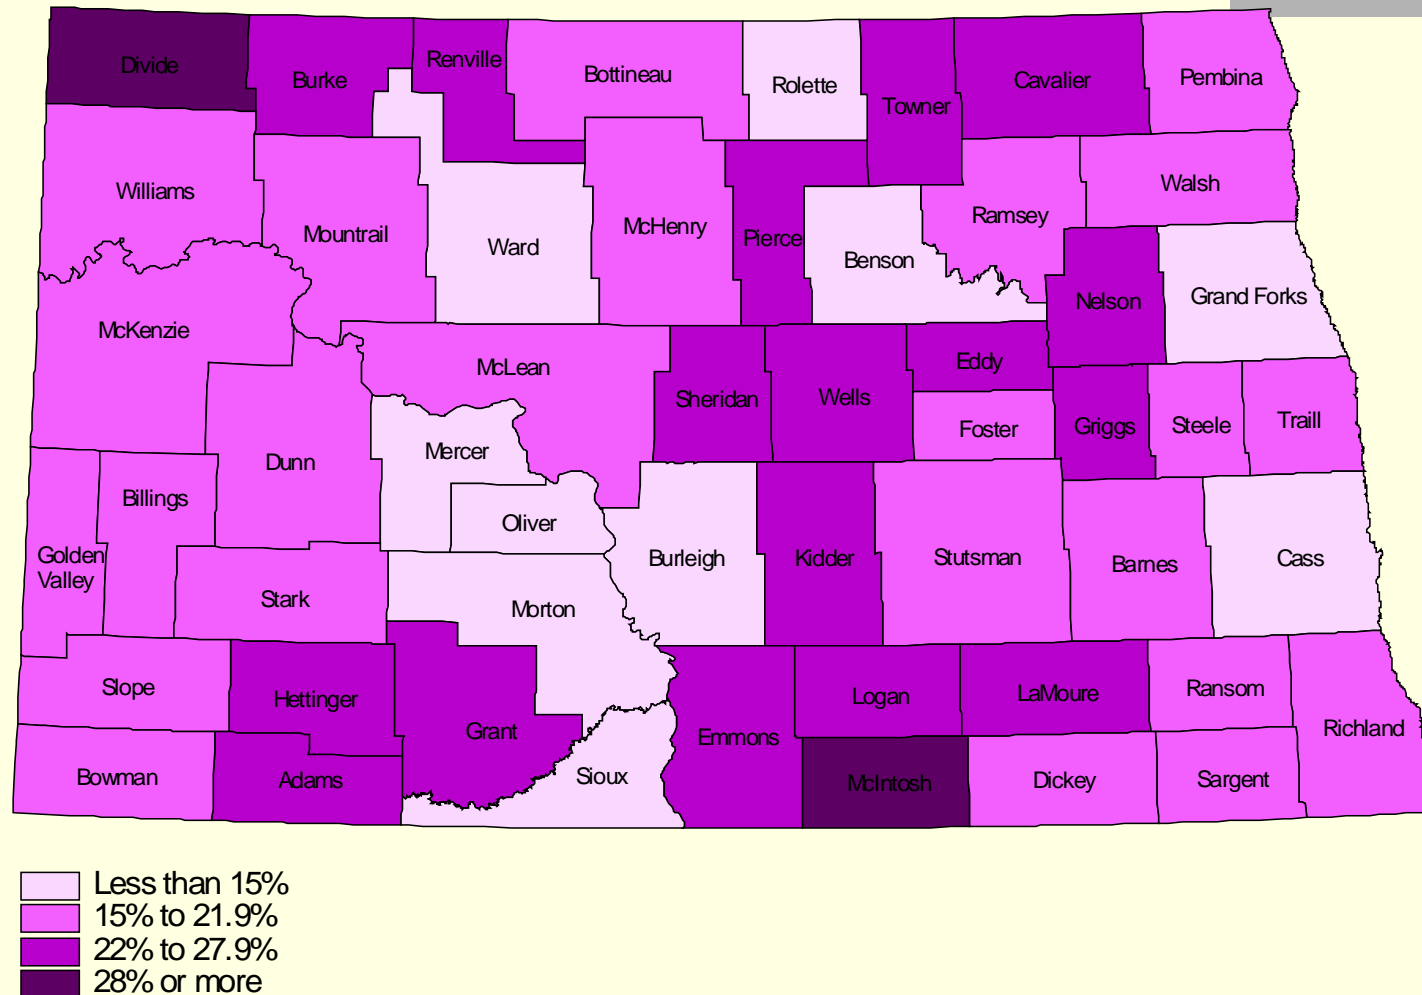 Divide
Burke
Renville
Bottineau
Rolette
Towner
Cavalier
Pembina
Williams
Mountrail
Ward
McHenry
Pierce
Benson
Ramsey
Walsh
Nelson
Grand Forks
McKenzie
McLean
Sheridan
Wells
Eddy
Foster
Griggs
Steele
Traill
Dunn
Mercer
Oliver
Billings
Golden
Valley
Stark
Morton
Burleigh
Kidder
Stutsman
Barnes
Cass
Slope
Hettinger
Grant
Emmons
Logan
LaMoure
Ransom
Richland
Bowman
Adams
Sioux
McIntosh
Dickey
Sargent
Less than 15%
15% to 21.9%
22% to 27.9%
28% or more